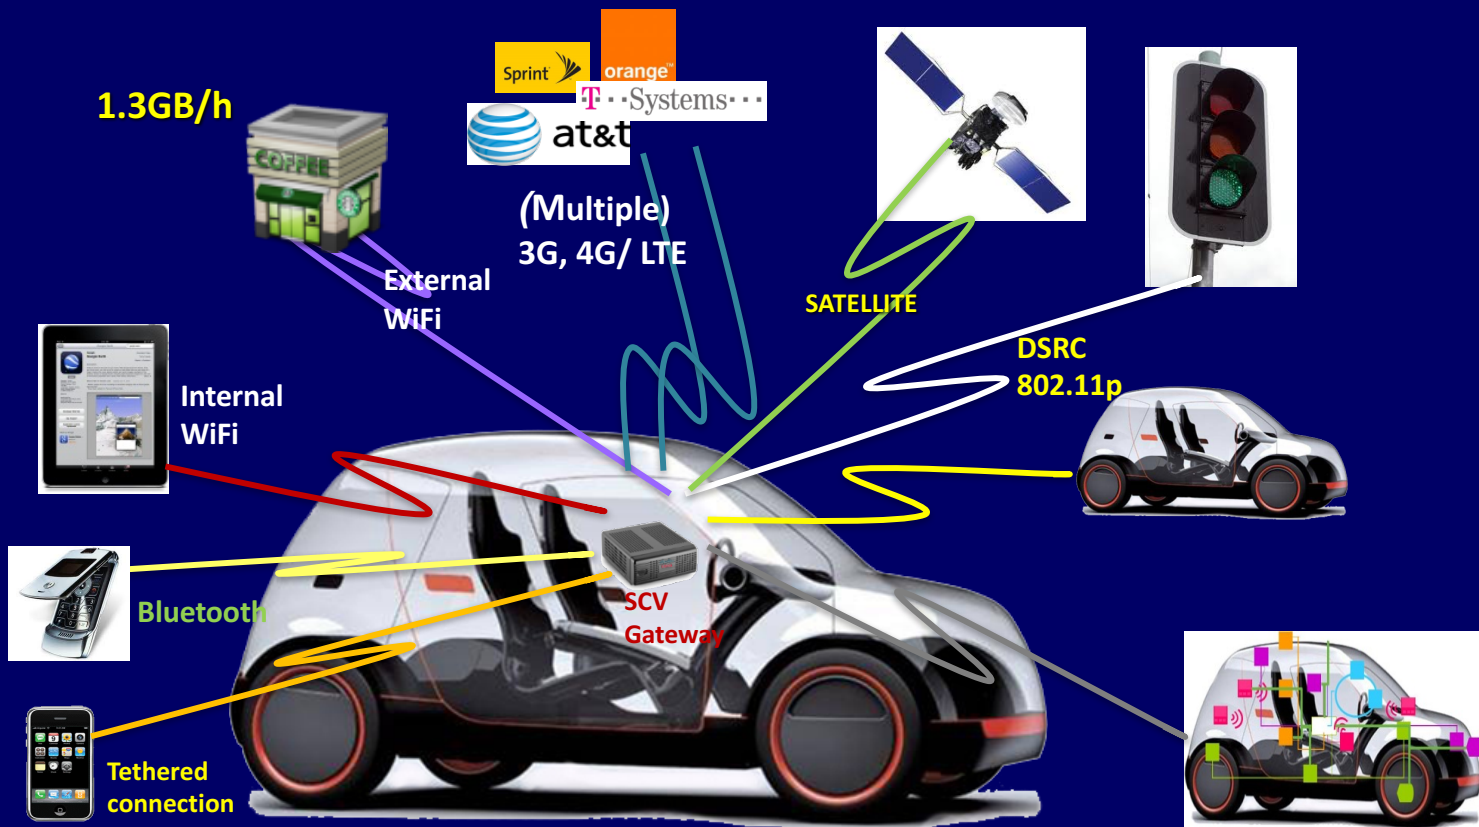 1.3GB/h
COFFEE
Sprint
orange™
T··Systems···
at&t
(Multiple)
3G, 4G/ LTE
External
WiFi
SATELLITE
DSRC
802.11p
Internal
WiFi
Bluetooth
SCV
Gateway
Tethered
connection